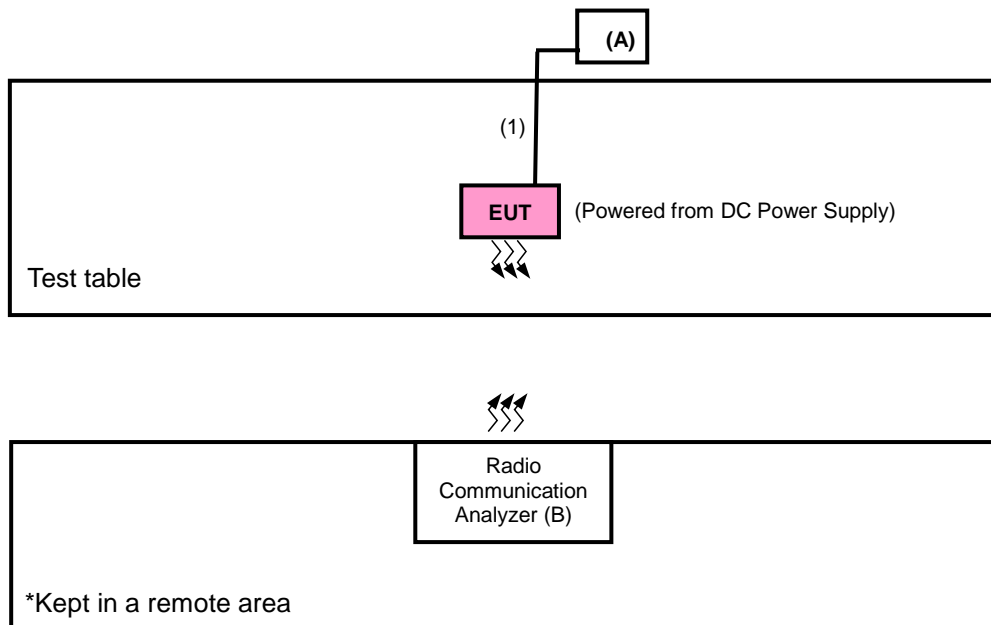 (A)
(1)
EUT
(Powered from DC Power Supply)
Test table
Radio
Communication
Analyzer (B)
*Kept in a remote area